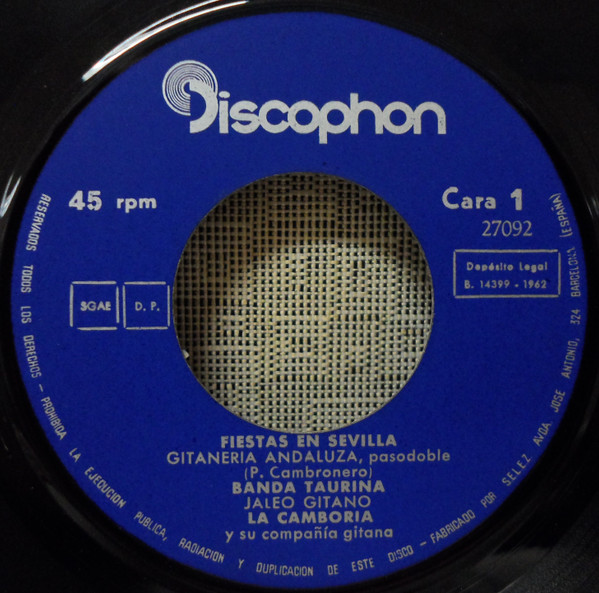 Discophon
45 rpm
Cara 1
27092
SGAE
D. P.
Depósito Legal
B. 14399 - 1962
FIESTAS EN SEVILLA
GITANERIA ANDALUZA, pasodoble
(P. Cambronero)
BANDA TAURINA
JALEO GITANO
LA CAMBORIA
y su compañía gitana
RESERVADOS TODOS LOS DERECHOS - PROHIBIDA LA EJECUCION PUBLICA, RADIACION Y DUPLICACION DE ESTE DISCO - FABRICADO POR SELEZ AVDA JOSE ANTONIO, 324 BARCELONA (ESPAÑA)